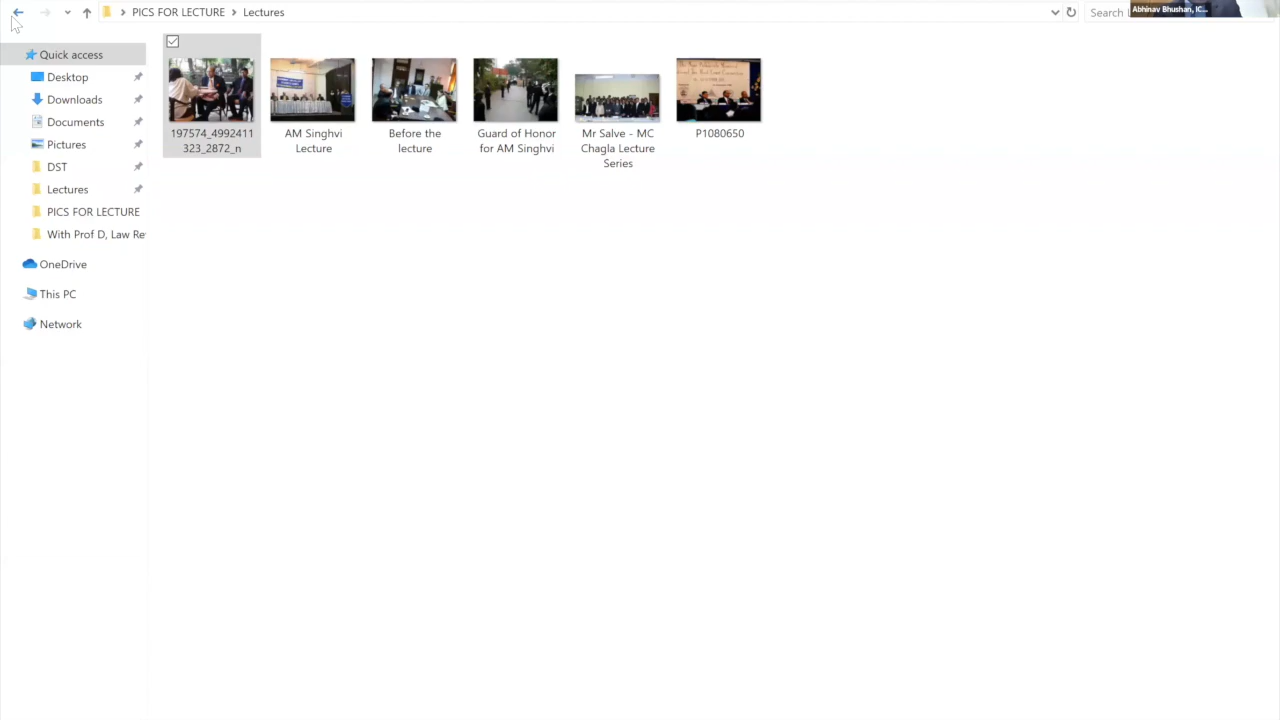 PICS FOR LECTURE > Lectures
Search
Abhinav Bhushan, IC...
Quick access
Desktop
Downloads
Documents
Pictures
DST
Lectures
PICS FOR LECTURE
With Prof D, Law Re
OneDrive
This PC
Network
197574_4992411
323_2872_n
AM Singhvi
Lecture
Before the
lecture
Guard of Honor
for AM Singhvi
Mr Salve - MC
Chagla Lecture
Series
P1080650